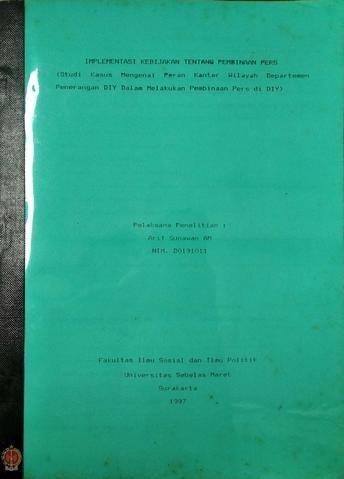 IMPLEMENTASI KEBIJAKAN TENTANG PEMBINAAN PERS
(Studi Kasus Mengenai Peran Kantor Wilayah Departemen
Penerangan DIY Dalam Melakukan Pembinaan Pers di DIY)
Pelaksana Penelitian :
Arif Gunawan AM
NIM. D0191011
Fakultas Ilmu Sosial dan Ilmu Politik
Universitas Sebelas Maret
Surakarta
1997